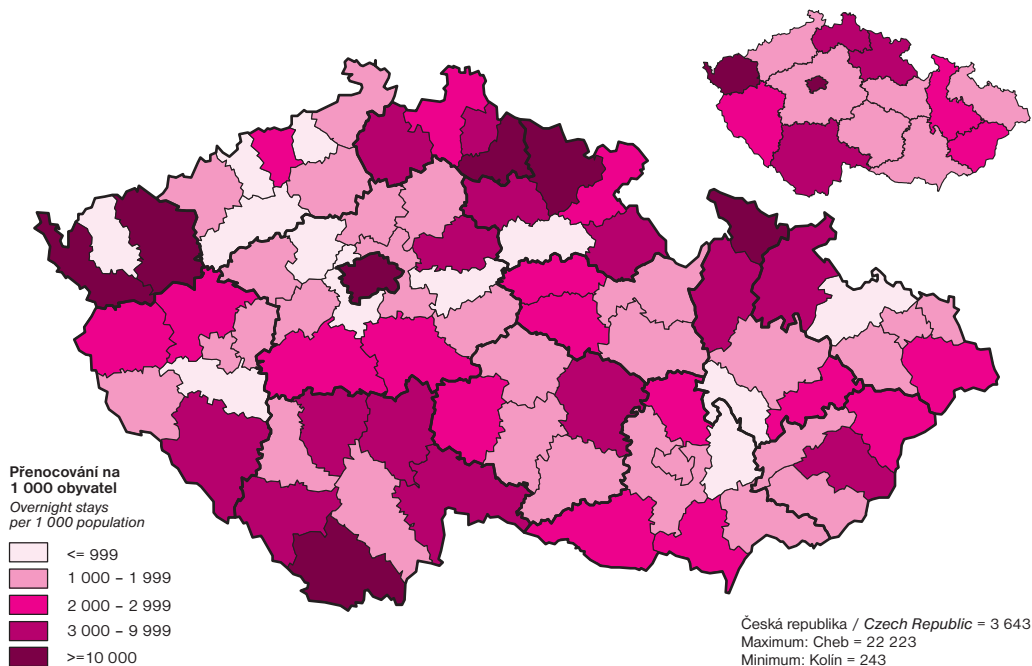 Přenocování na
1 000 obyvatel
Overnight stays
per 1 000 population
<= 999
1 000 – 1 999
2 000 – 2 999
3 000 – 9 999
>=10 000
Česká republika / Czech Republic = 3 643
Maximum: Cheb = 22 223
Minimum: Kolín = 243